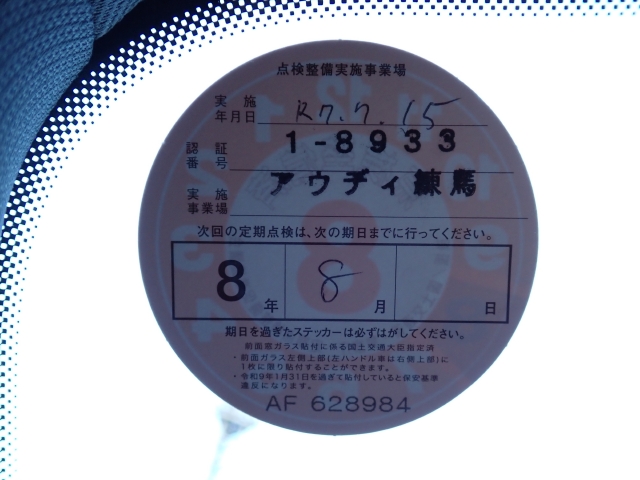 点検整備実施事業場
実施年月日 R7.7.15
認証番号 1-8933
実施事業場 アウディ練馬
次回の定期点検は、次の期日までに行ってください。
8年 8月 日
期日を過ぎたステッカーは必ずはがしてください。
前面窓ガラス貼付に係る国土交通大臣指定済
・前面ガラス左側上部(左ハンドル車は右側上部)に
1枚に限り貼付することができます。
・令和9年1月31日を過ぎて貼付していると保安基準
違反になります。
AF 628984